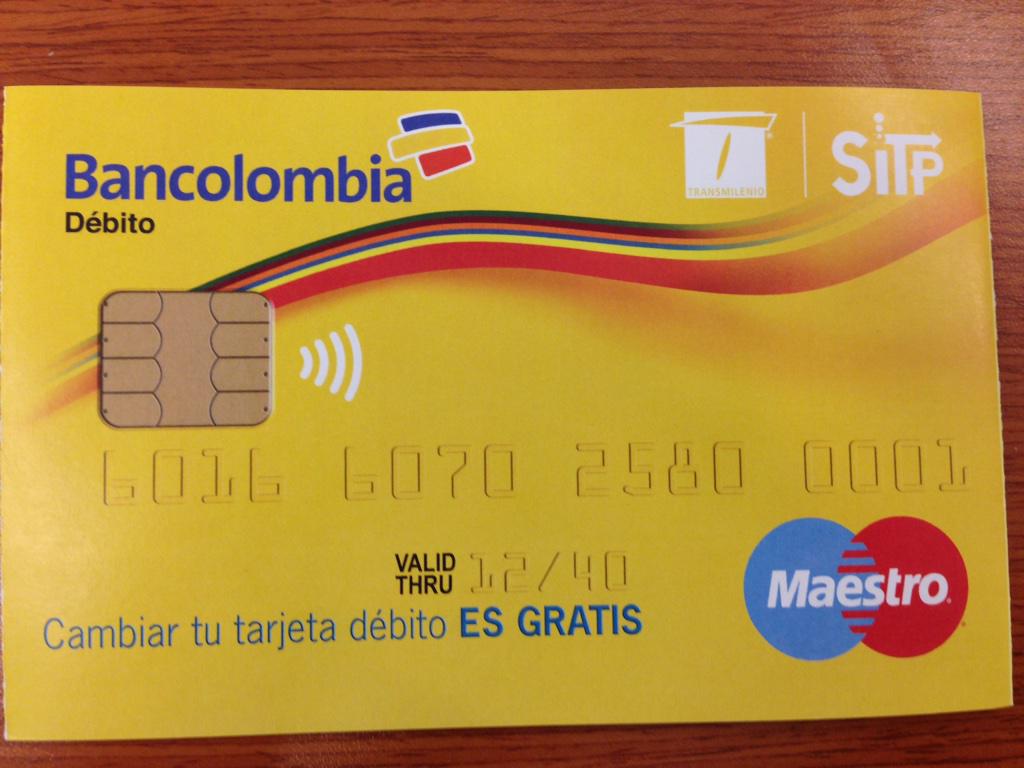 Bancolombia
Débito
TRANSMILENIO
SiTP
6016 6070 2580 0001
VALID THRU 12/40
Cambiar tu tarjeta débito ES GRATIS
Maestro